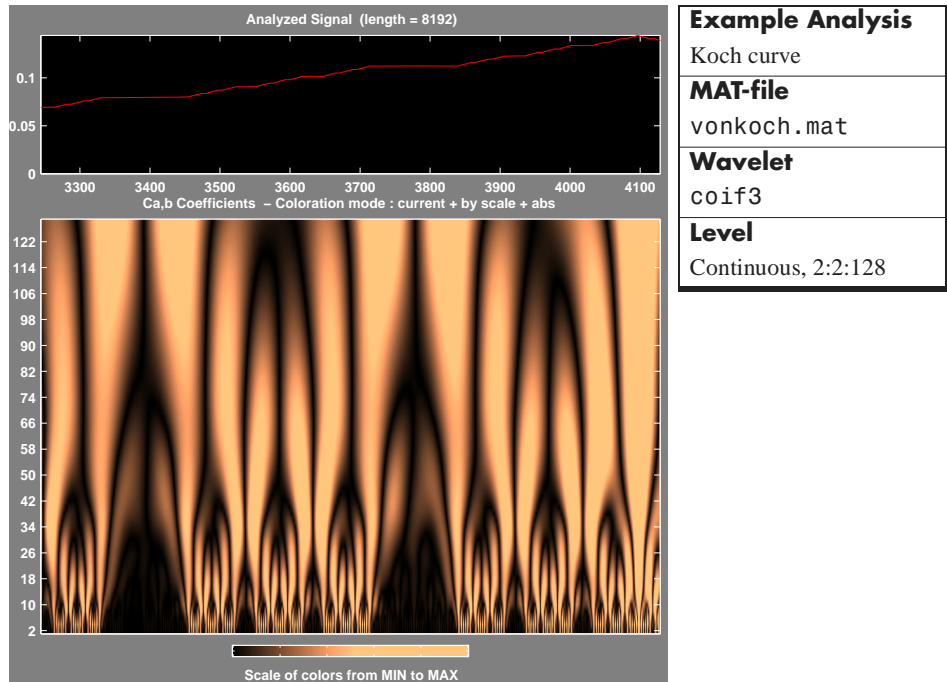 Analyzed Signal (length = 8192)
0.1
0.05
0
3300 3400 3500 3600 3700 3800 3900 4000 4100
Ca,b Coefficients − Coloration mode : current + by scale + abs
122
114
106
98
90
82
74
66
58
50
42
34
26
18
10
2
Scale of colors from MIN to MAX
Example Analysis
Koch curve
MAT-file
vonkoch.mat
Wavelet
coif3
Level
Continuous, 2:2:128